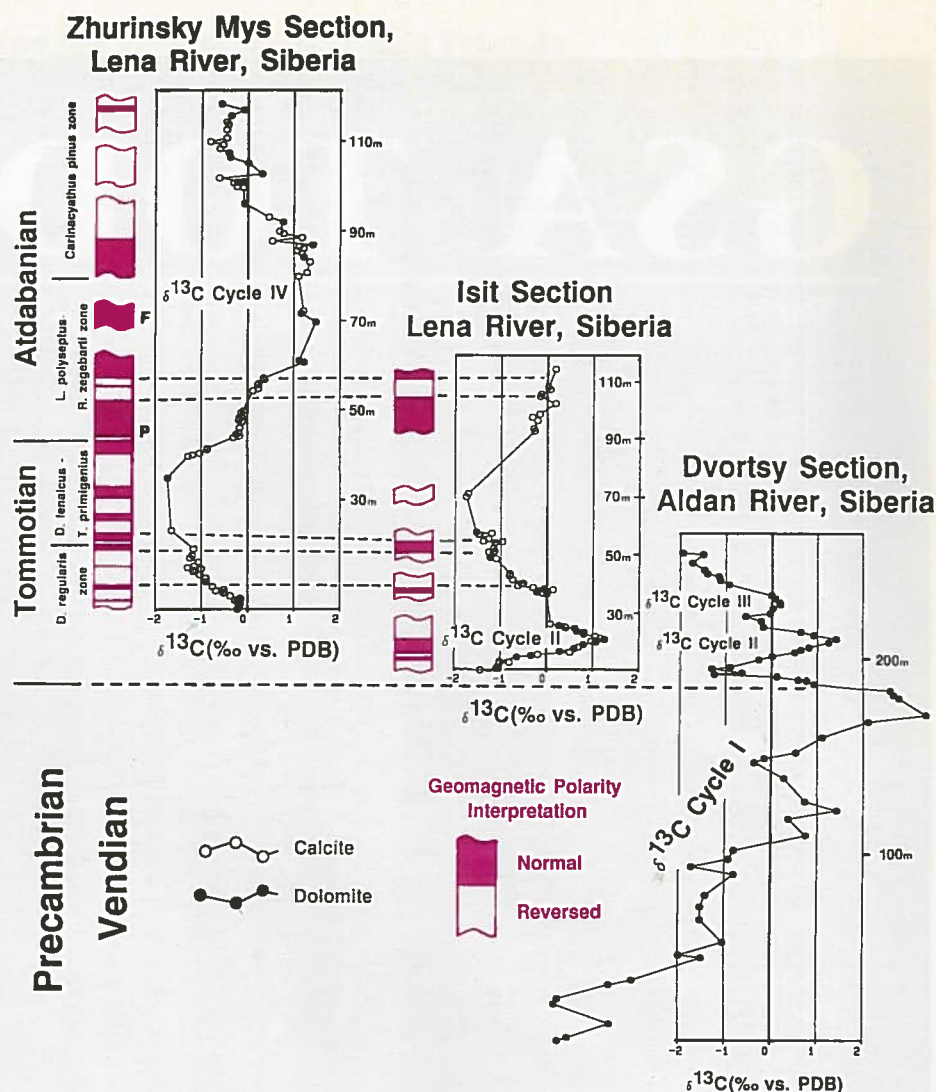 Zhurinsky Mys Section,
Lena River, Siberia
Atdabanian
Tommotian
Carinacyathus pinus zone
L. polyseptus-
R. zegebarti zone
D. lenaicus -
T. primigenius
D. regularis
zone
F
P
δ13C Cycle IV
110m
90m
70m
50m
30m
-2 -1 0 1 2
δ13C(‰ vs. PDB)
Isit Section
Lena River, Siberia
110m
90m
70m
50m
30m
δ13C Cycle II
-2 -1 0 1 2
δ13C(‰ vs. PDB)
Dvortsy Section,
Aldan River, Siberia
δ13C Cycle III
δ13C Cycle II
δ13C Cycle I
200m
100m
-2 -1 0 1 2
δ13C(‰ vs. PDB)
Precambrian
Vendian
Calcite
Dolomite
Geomagnetic Polarity
Interpretation
Normal
Reversed